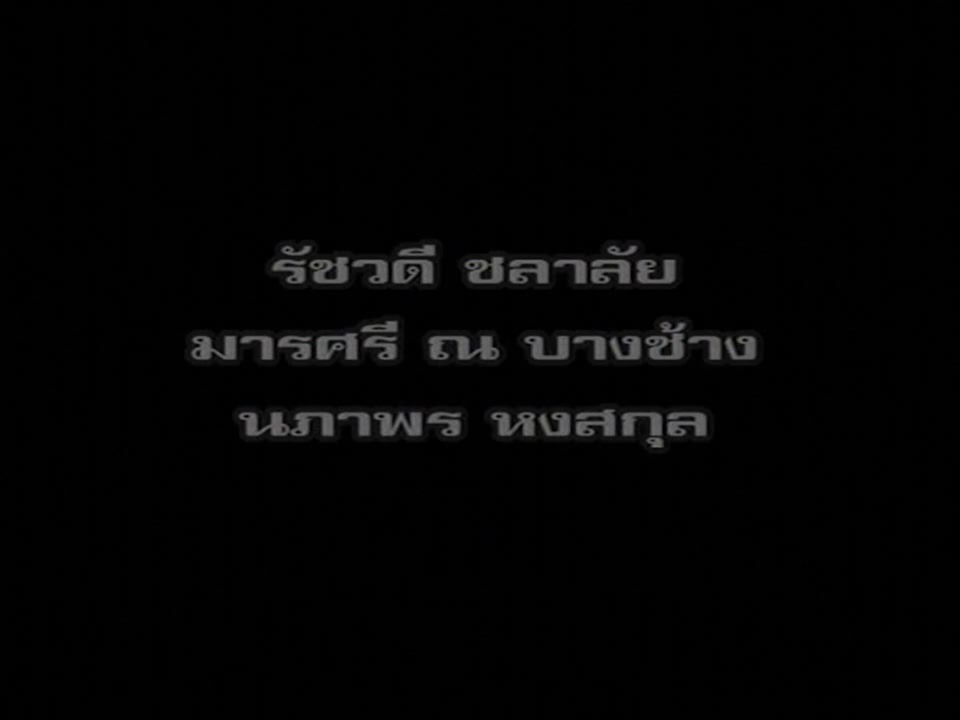 รัชวดี ชลาลัย
มารศรี ณ บางช้าง
นภาพร หงสกุล